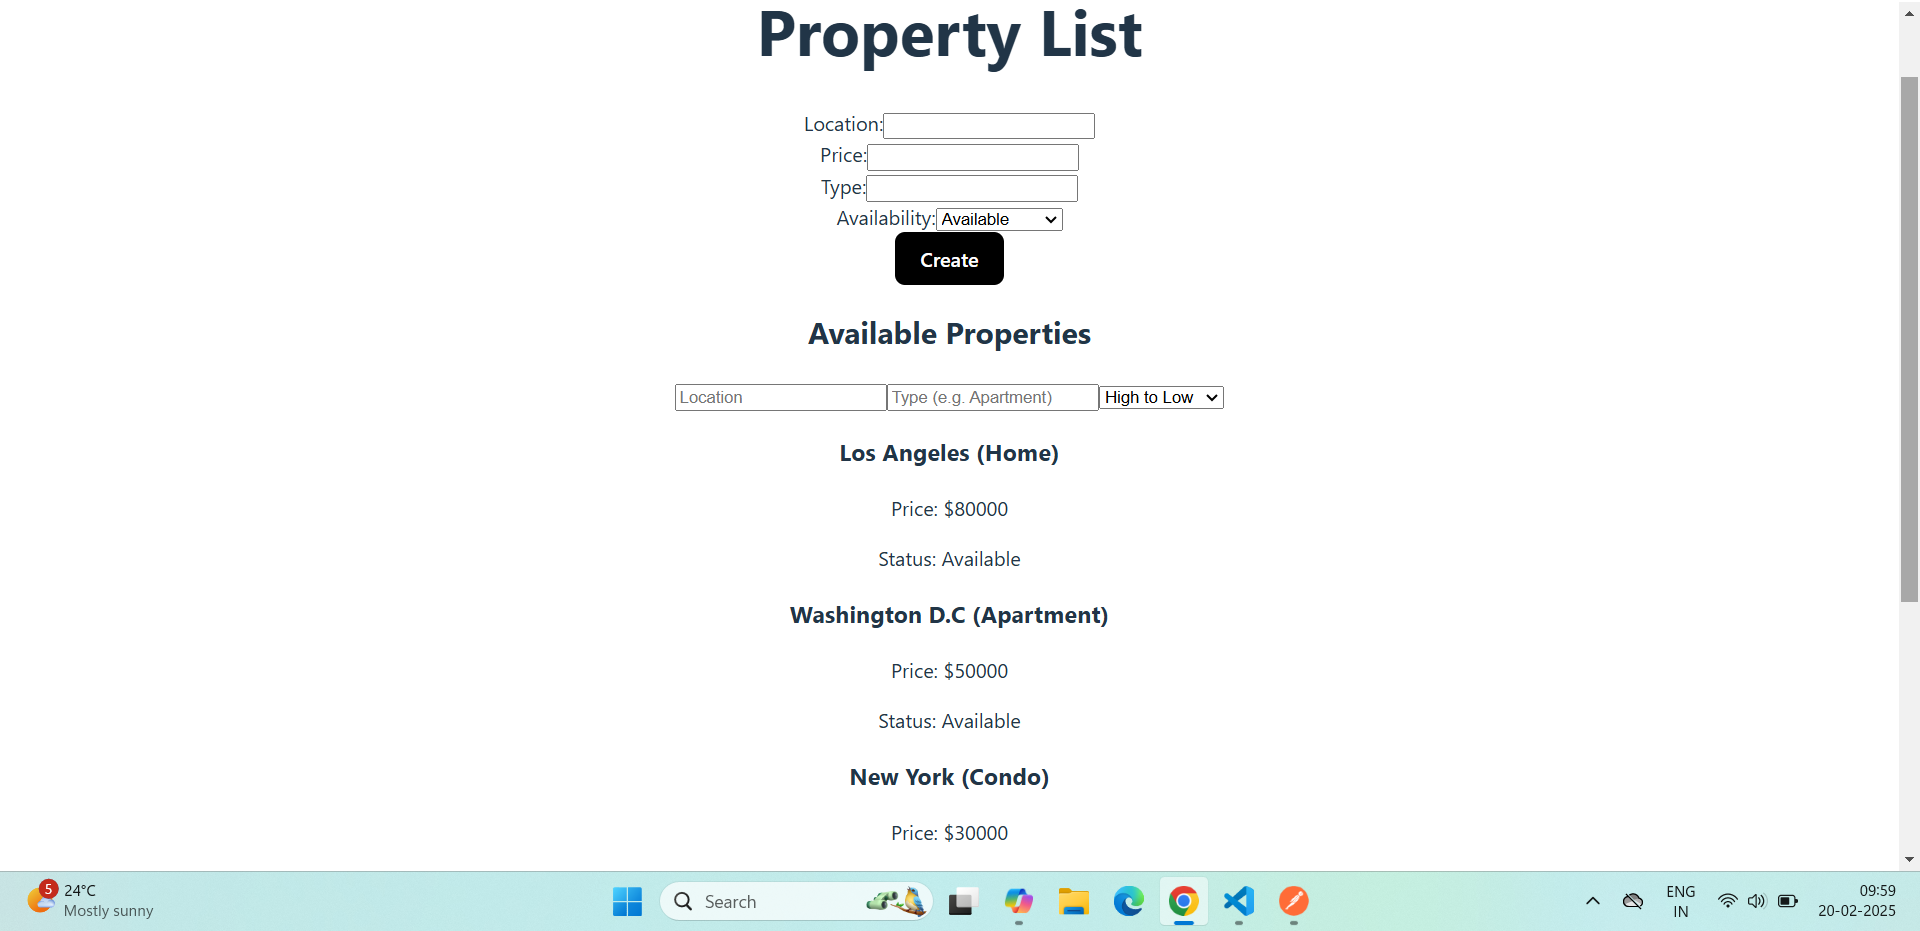 Property List
Location:
Price:
Type:
Availability: Available
Create
Available Properties
Location Type (e.g. Apartment) High to Low
Los Angeles (Home)
Price: $80000
Status: Available
Washington D.C (Apartment)
Price: $50000
Status: Available
New York (Condo)
Price: $30000
5 24°C
Mostly sunny
Search
ENG
IN
09:59
20-02-2025